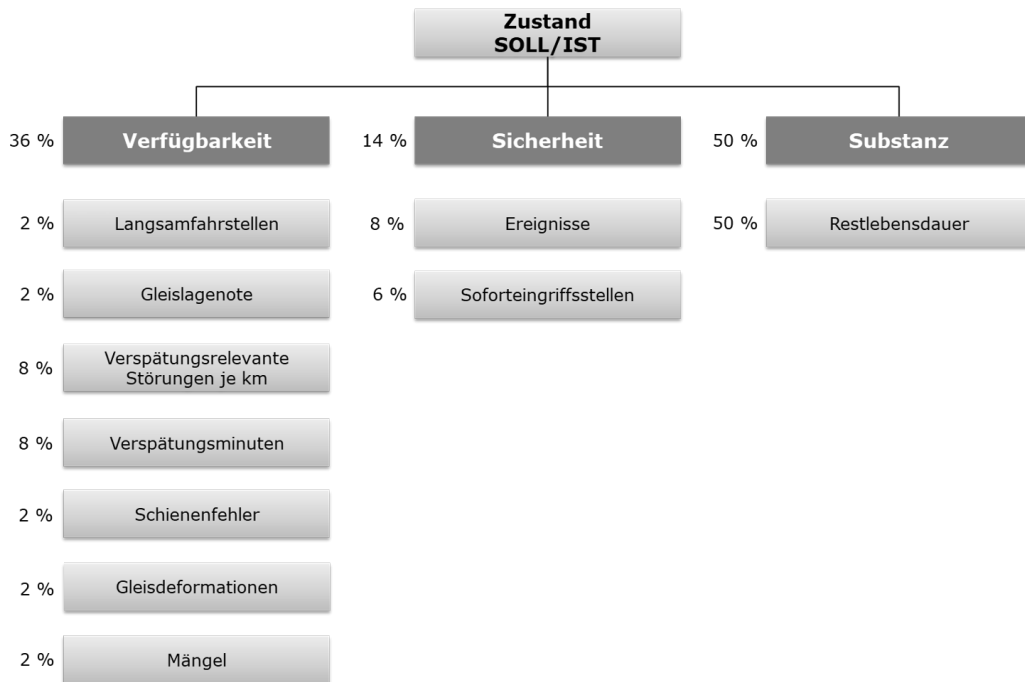 Zustand
SOLL/IST
36 % Verfügbarkeit
14 % Sicherheit
50 % Substanz
2 % Langsamfahrstellen
8 % Ereignisse
50 % Restlebensdauer
2 % Gleislagenote
6 % Soforteingriffsstellen
8 % Verspätungsrelevante
Störungen je km
8 % Verspätungsminuten
2 % Schienenfehler
2 % Gleisdeformationen
2 % Mängel